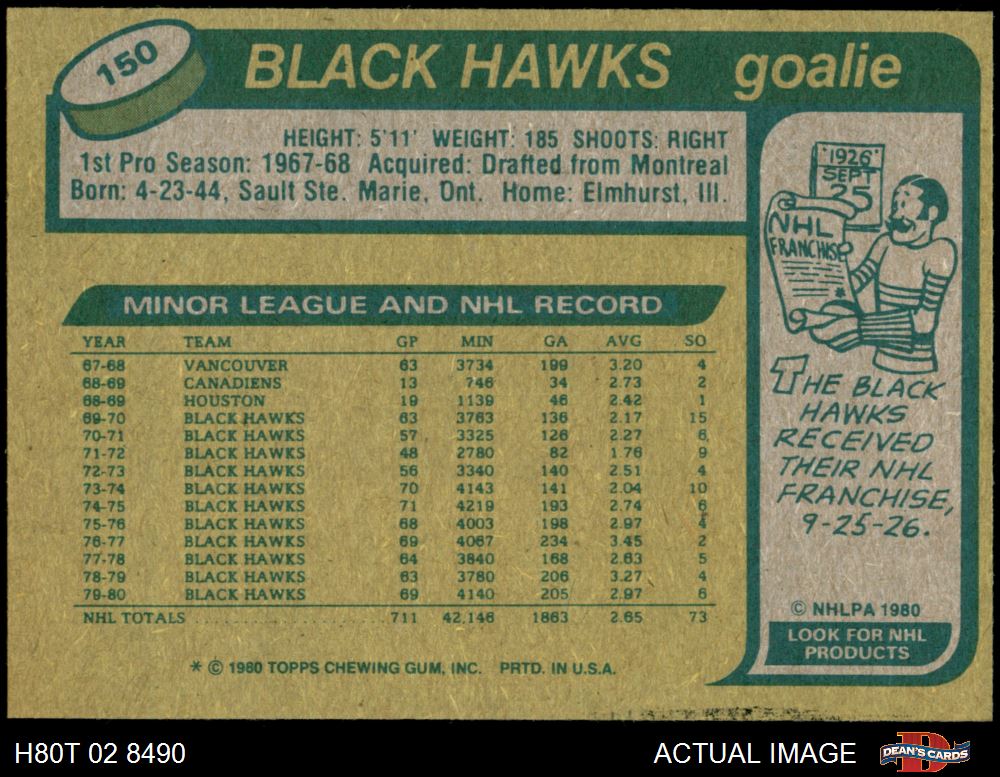 150
BLACK HAWKS goalie
HEIGHT: 5'11' WEIGHT: 185 SHOOTS: RIGHT
1st Pro Season: 1967-68 Acquired: Drafted from Montreal
Born: 4-23-44, Sault Ste. Marie, Ont. Home: Elmhurst, Ill.
MINOR LEAGUE AND NHL RECORD
YEAR TEAM GP MIN GA AVG SO
67-68 VANCOUVER 63 3734 199 3.20 4
68-69 CANADIENS 13 746 34 2.73 2
68-69 HOUSTON 19 1139 46 2.42 1
69-70 BLACK HAWKS 63 3763 136 2.17 15
70-71 BLACK HAWKS 57 3325 126 2.27 6
71-72 BLACK HAWKS 48 2780 82 1.76 9
72-73 BLACK HAWKS 56 3340 140 2.51 4
73-74 BLACK HAWKS 70 4143 141 2.04 10
74-75 BLACK HAWKS 71 4219 193 2.74 6
75-76 BLACK HAWKS 68 4003 198 2.97 4
76-77 BLACK HAWKS 69 4067 234 3.45 2
77-78 BLACK HAWKS 64 3840 168 2.63 5
78-79 BLACK HAWKS 63 3780 206 3.27 4
79-80 BLACK HAWKS 69 4140 205 2.97 6
NHL TOTALS . . . . . . . . . . . . . . . . . . . . 711 42,146 1863 2.65 73
* © 1980 TOPPS CHEWING GUM, INC. PRTD. IN U.S.A.
'1926'
SEPT
25
NHL
FRANCHISE
THE BLACK
HAWKS
RECEIVED
THEIR NHL
FRANCHISE,
9-25-26.
© NHLPA 1980
LOOK FOR NHL
PRODUCTS
H80T 02 8490
ACTUAL IMAGE
D
DEAN'S CARDS